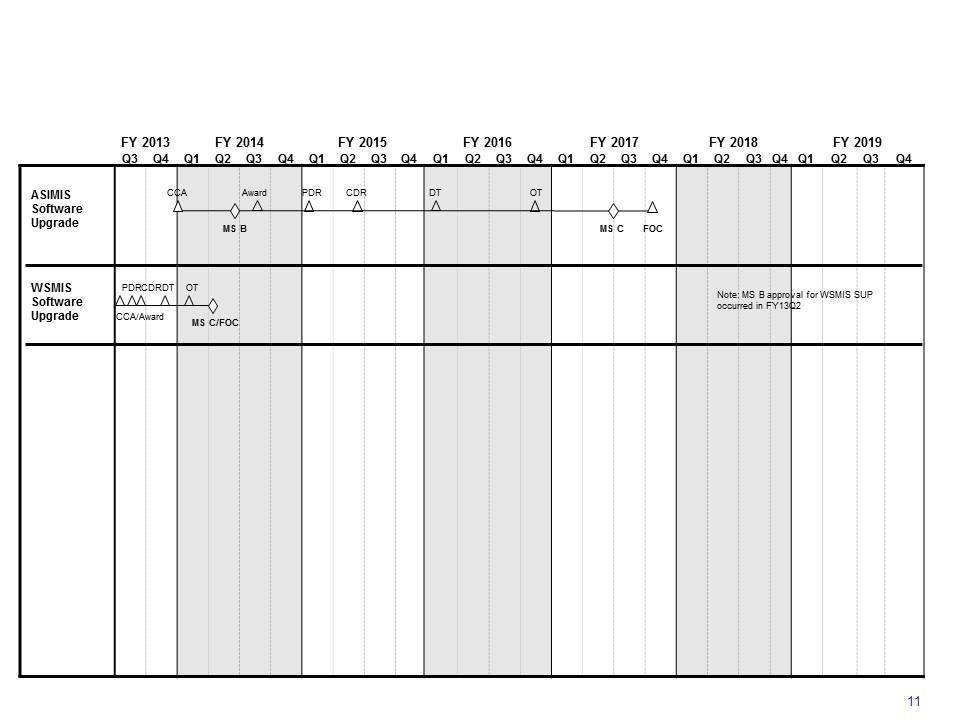 FY 2013 FY 2014 FY 2015 FY 2016 FY 2017 FY 2018 FY 2019
Q3 Q4 Q1 Q2 Q3 Q4 Q1 Q2 Q3 Q4 Q1 Q2 Q3 Q4 Q1 Q2 Q3 Q4 Q1 Q2 Q3 Q4 Q1 Q2 Q3 Q4
ASIMIS
Software
Upgrade
CCA Award PDR CDR DT OT
MS B MS C FOC
WSMIS
Software
Upgrade
PDR CDR DT OT
CCA/Award
MS C/FOC
Note: MS B approval for WSMIS SUP
occurred in FY13Q2
11